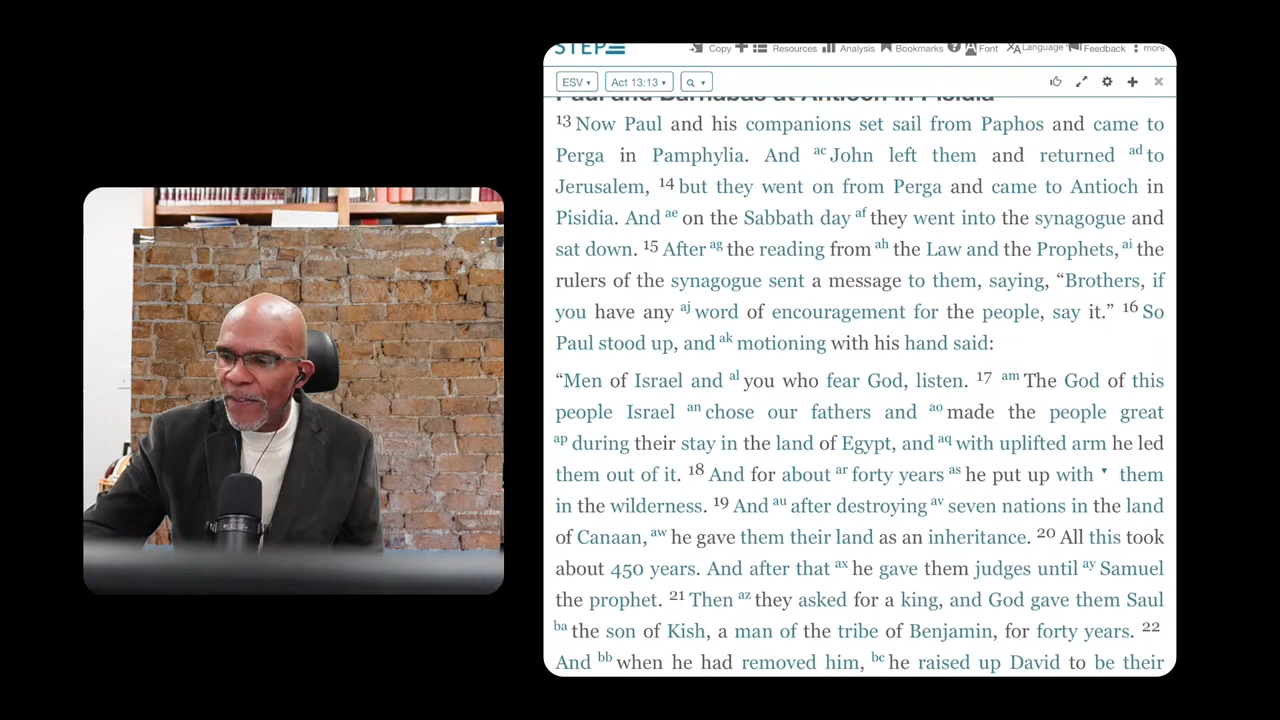 STEP
Copy Resources Analysis Bookmarks ? A Font Language Feedback more
ESV Act 13:13
Paul and Barnabas at Antioch in Pisidia
13 Now Paul and his companions set sail from Paphos and came to
Perga in Pamphylia. And ac John left them and returned ad to
Jerusalem, 14 but they went on from Perga and came to Antioch in
Pisidia. And ae on the Sabbath day af they went into the synagogue and
sat down. 15 After ag the reading from ah the Law and the Prophets, ai the
rulers of the synagogue sent a message to them, saying, “Brothers, if
you have any aj word of encouragement for the people, say it.” 16 So
Paul stood up, and ak motioning with his hand said:
“Men of Israel and al you who fear God, listen. 17 am The God of this
people Israel an chose our fathers and ao made the people great
ap during their stay in the land of Egypt, and aq with uplifted arm he led
them out of it. 18 And for about ar forty years as he put up with them
in the wilderness. 19 And au after destroying av seven nations in the land
of Canaan, aw he gave them their land as an inheritance. 20 All this took
about 450 years. And after that ax he gave them judges until ay Samuel
the prophet. 21 Then az they asked for a king, and God gave them Saul
ba the son of Kish, a man of the tribe of Benjamin, for forty years. 22
And bb when he had removed him, bc he raised up David to be their